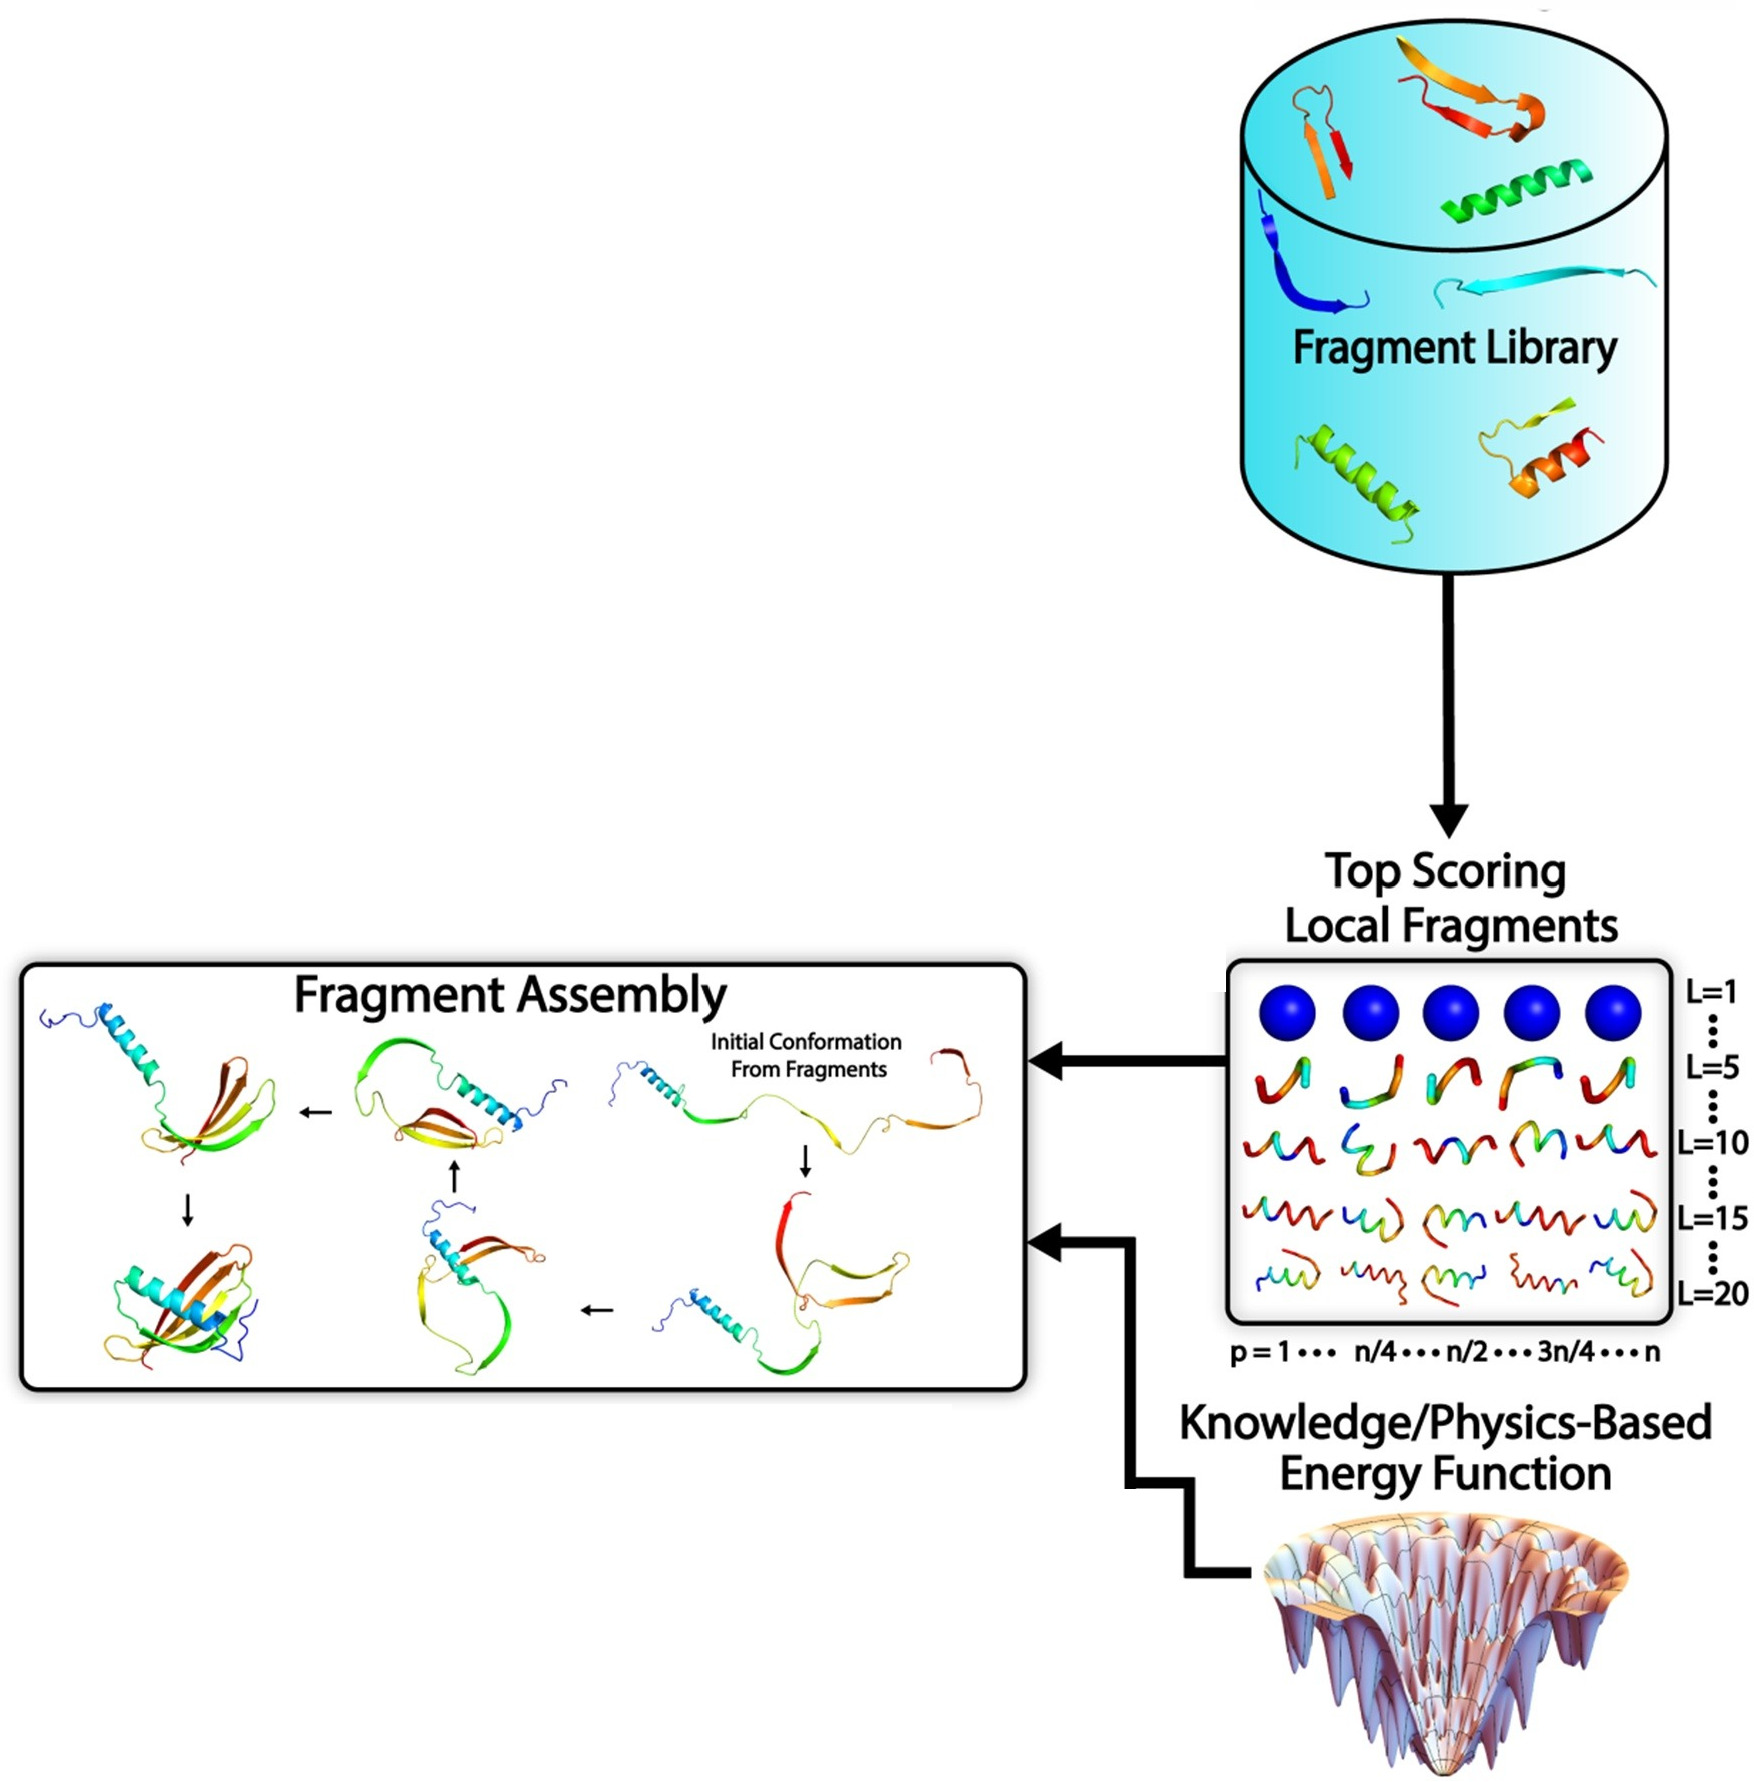 Fragment Library
Top Scoring
Local Fragments
Fragment Assembly
Initial Conformation
From Fragments
L=1
L=5
L=10
L=15
L=20
p = 1 ••• n/4 ••• n/2 ••• 3n/4 ••• n
Knowledge/Physics-Based
Energy Function